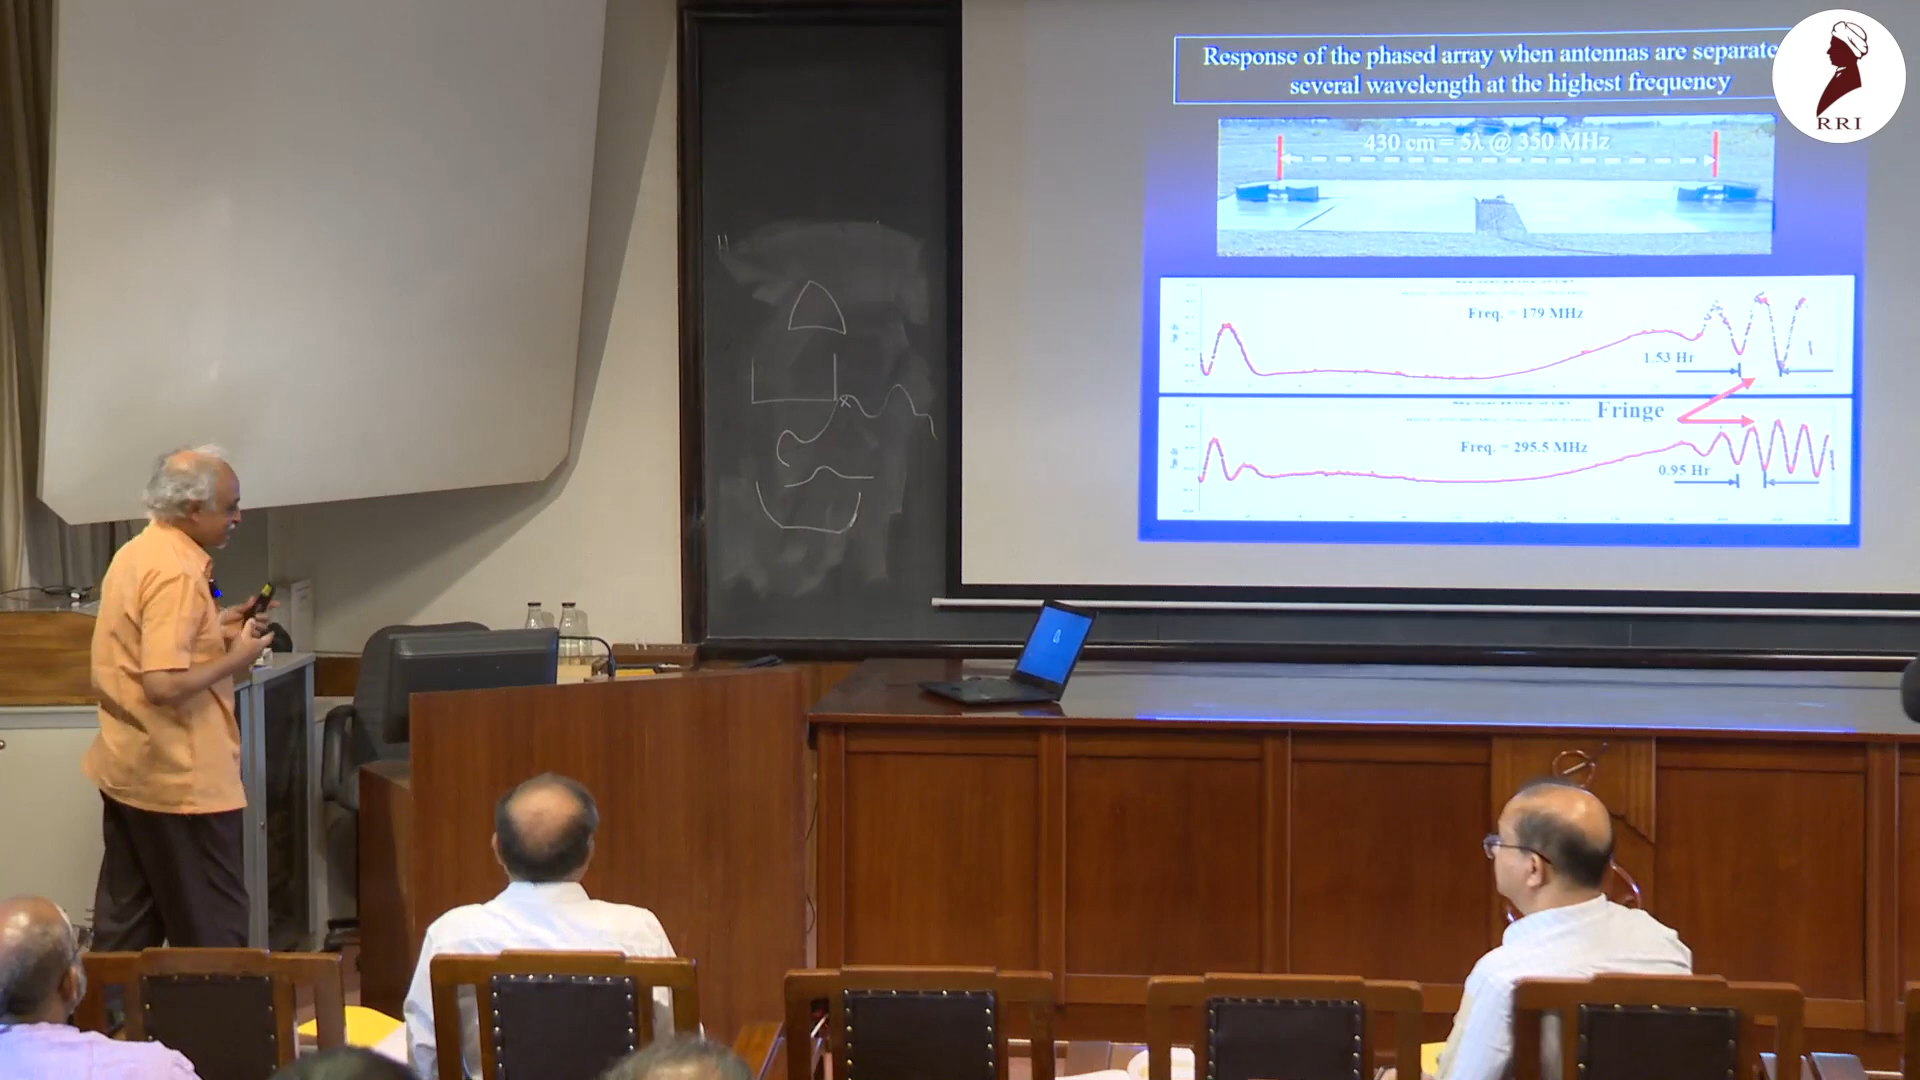 Response of the phased array when antennas are separate
several wavelength at the highest frequency
RRI
430 cm = 5λ @ 350 MHz
Freq. = 179 MHz
1.53 Hr
Fringe
Freq. = 295.5 MHz
0.95 Hr